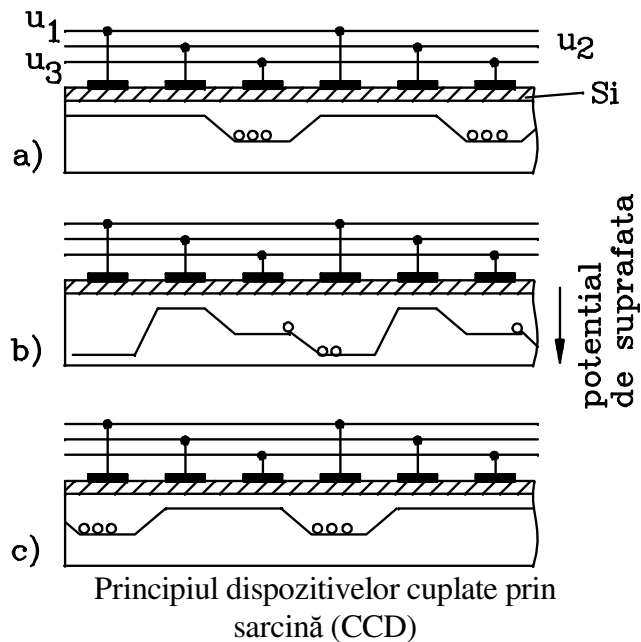 u1
u2
u3
Si
a)
potential
de suprafata
b)
c)
Principiul dispozitivelor cuplate prin
sarcină (CCD)